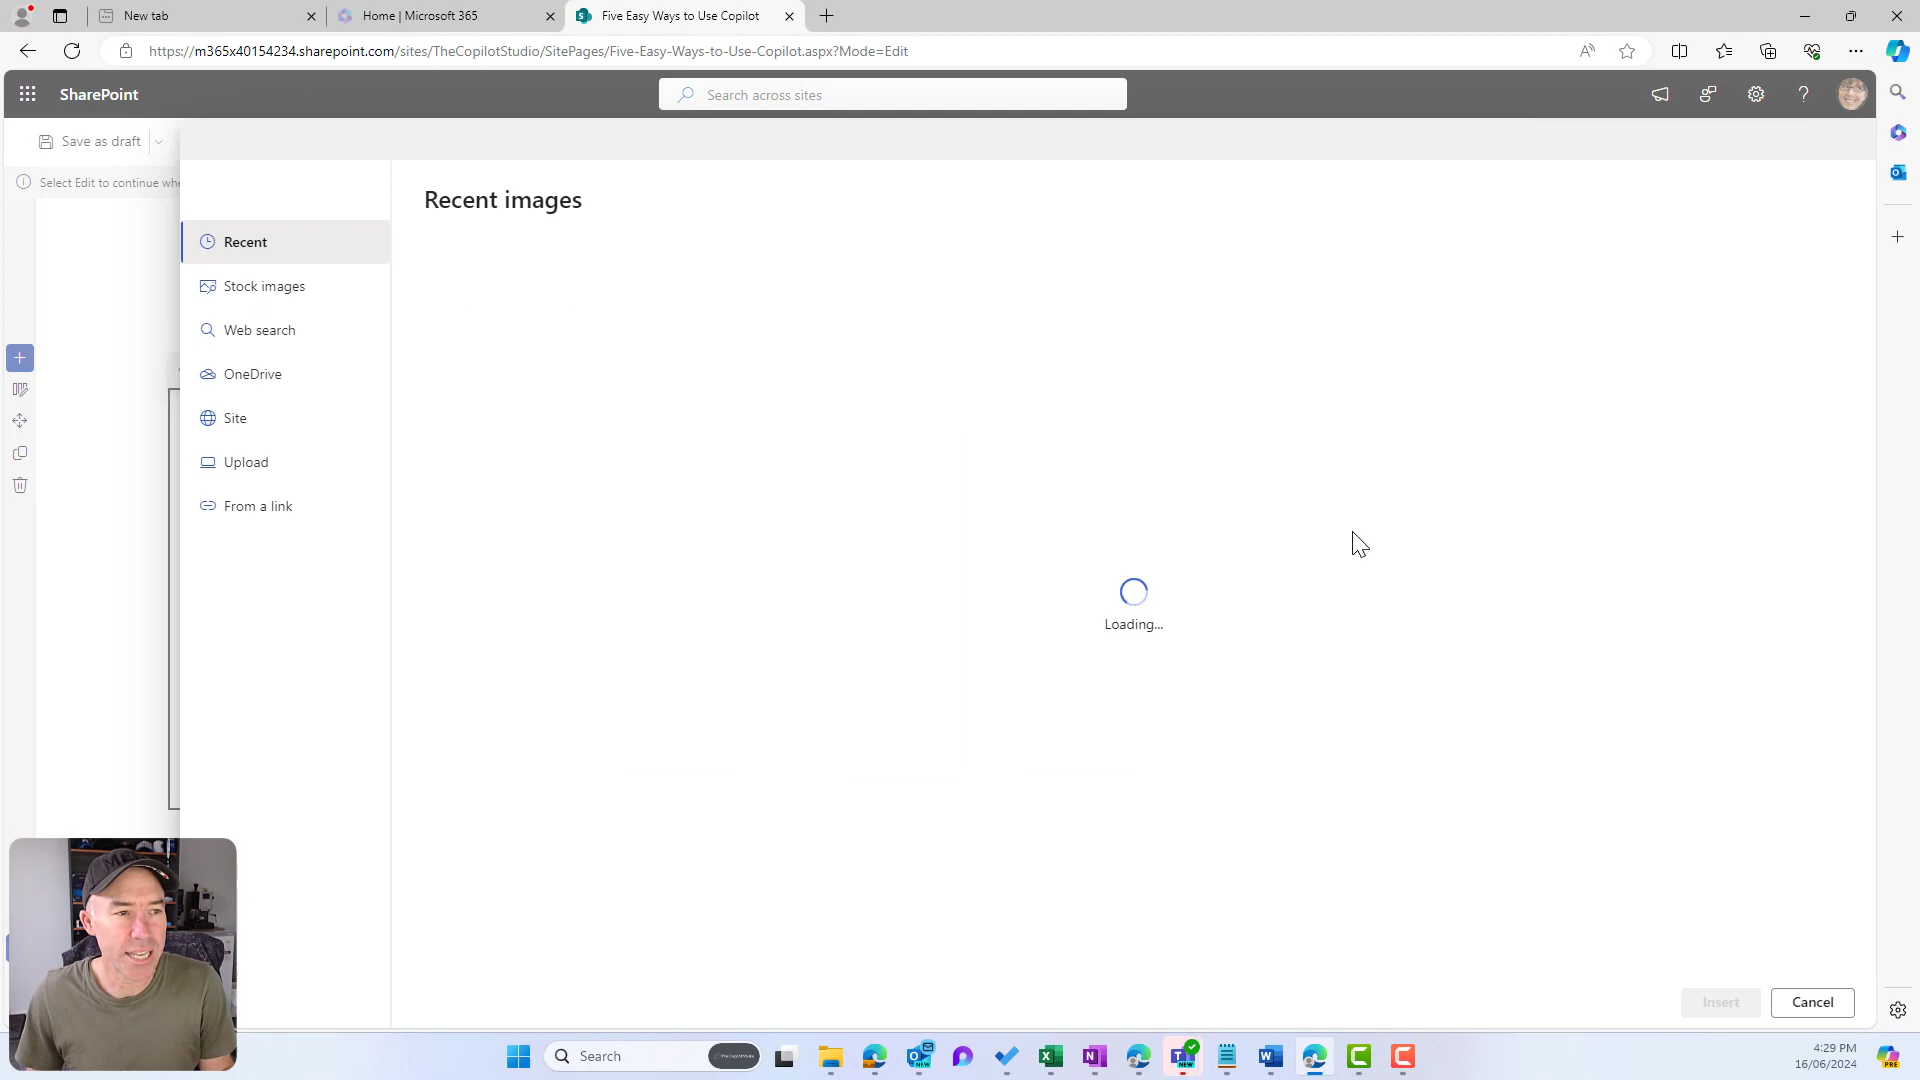 New tab
Home | Microsoft 365
Five Easy Ways to Use Copilot
https://m365x40154234.sharepoint.com/sites/TheCopilotStudio/SitePages/Five-Easy-Ways-to-Use-Copilot.aspx?Mode=Edit
SharePoint
Search across sites
Save as draft
Select Edit to continue
Recent images
Recent
Stock images
Web search
OneDrive
Site
Upload
From a link
Loading...
Insert
Cancel
Search
4:29 PM
16/06/2024